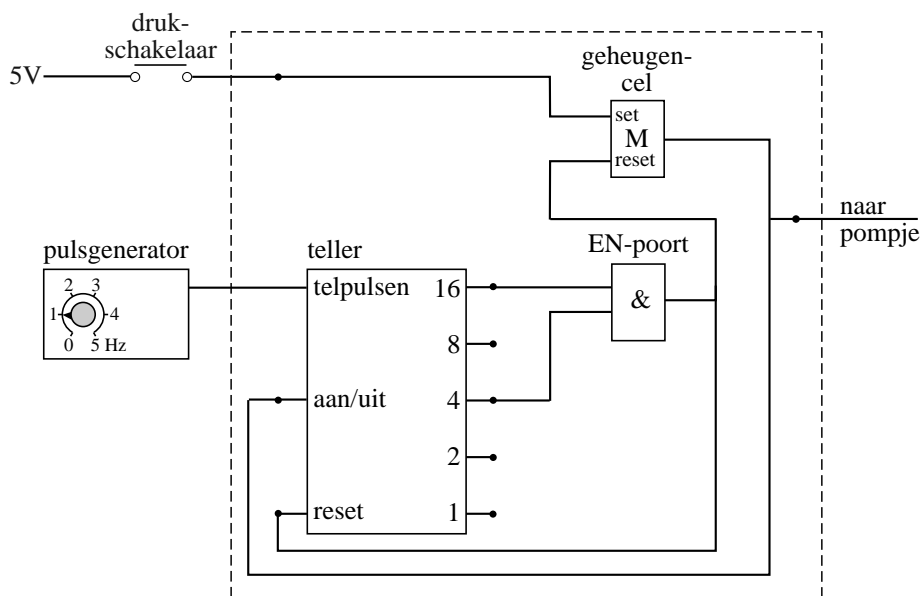 druk-
schakelaar
5V
geheugen-
cel
set
M
reset
naar
pompje
pulsgenerator
teller
EN-poort
2 3
1 4
0 5 Hz
telpulsen 16
&
8
aan/uit 4
2
reset 1